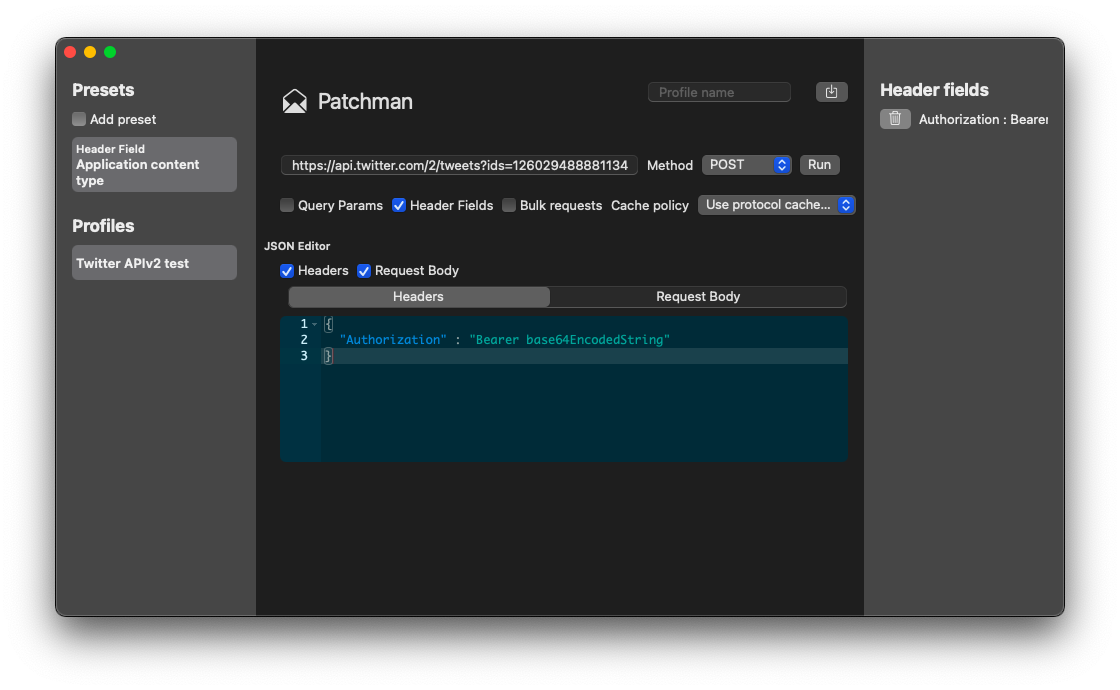 Presets
Add preset
Header Field
Application content
type
Profiles
Twitter APIv2 test
Patchman
Profile name
https://api.twitter.com/2/tweets?ids=126029488881134
Method
POST
Run
Query Params
Header Fields
Bulk requests
Cache policy
Use protocol cache...
JSON Editor
Headers
Request Body
Headers
Request Body
1 {
2 "Authorization" : "Bearer base64EncodedString"
3 }
Header fields
Authorization : Bearer